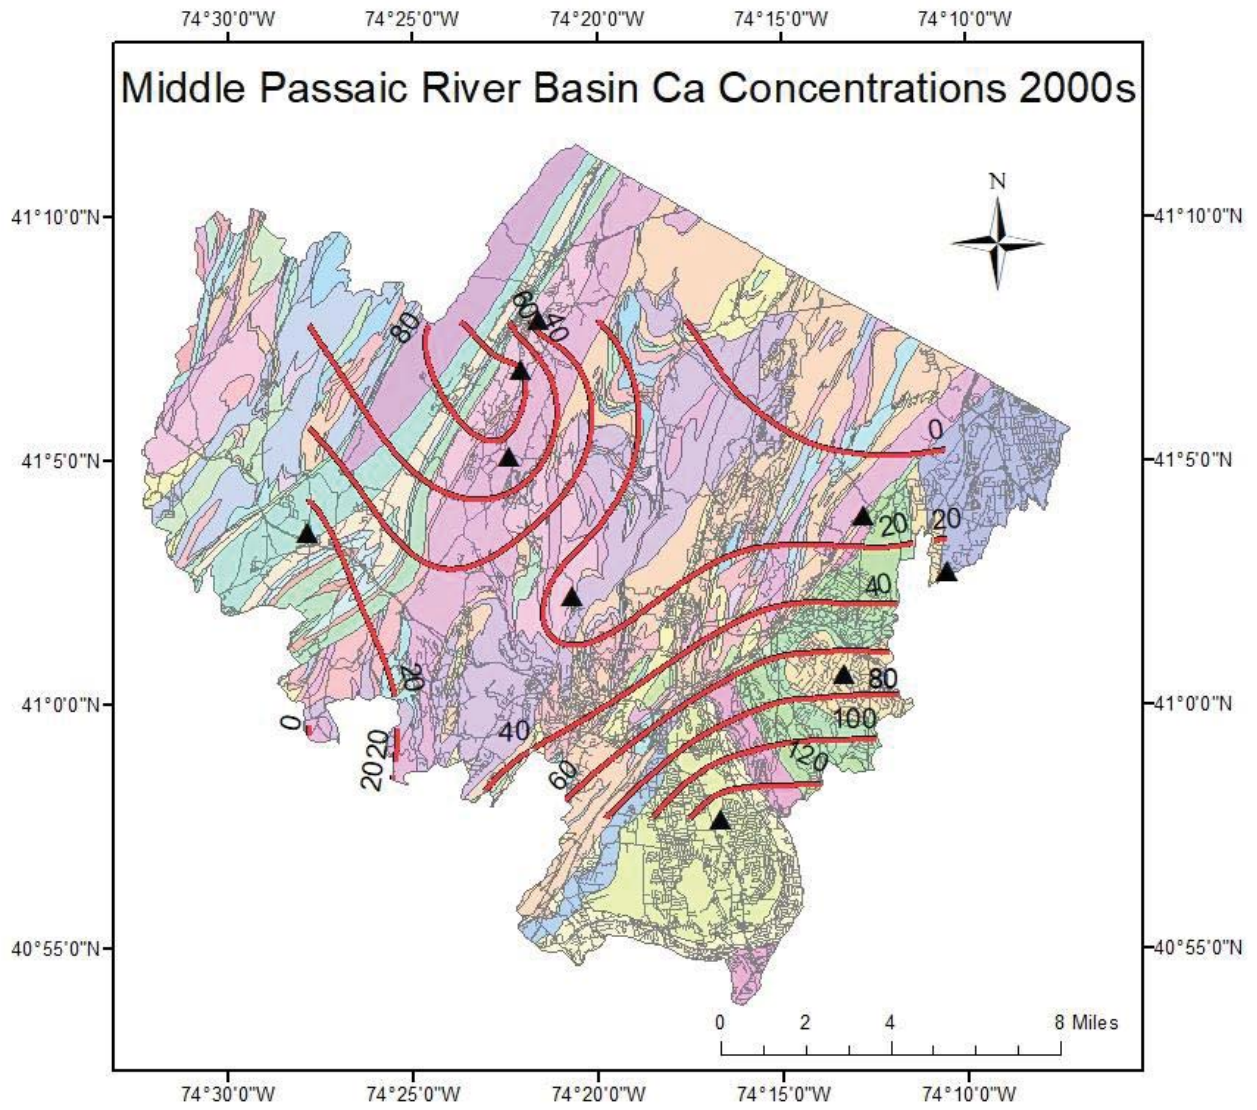 74°30'0"W 74°25'0"W 74°20'0"W 74°15'0"W 74°10'0"W
Middle Passaic River Basin Ca Concentrations 2000s
N
41°10'0"N 41°10'0"N
80 60 40
0
41°5'0"N 41°5'0"N
20 20
40
20
80
41°0'0"N 41°0'0"N
0 20 20 40 100
60 120
40°55'0"N 40°55'0"N
0 2 4 8 Miles
74°30'0"W 74°25'0"W 74°20'0"W 74°15'0"W 74°10'0"W